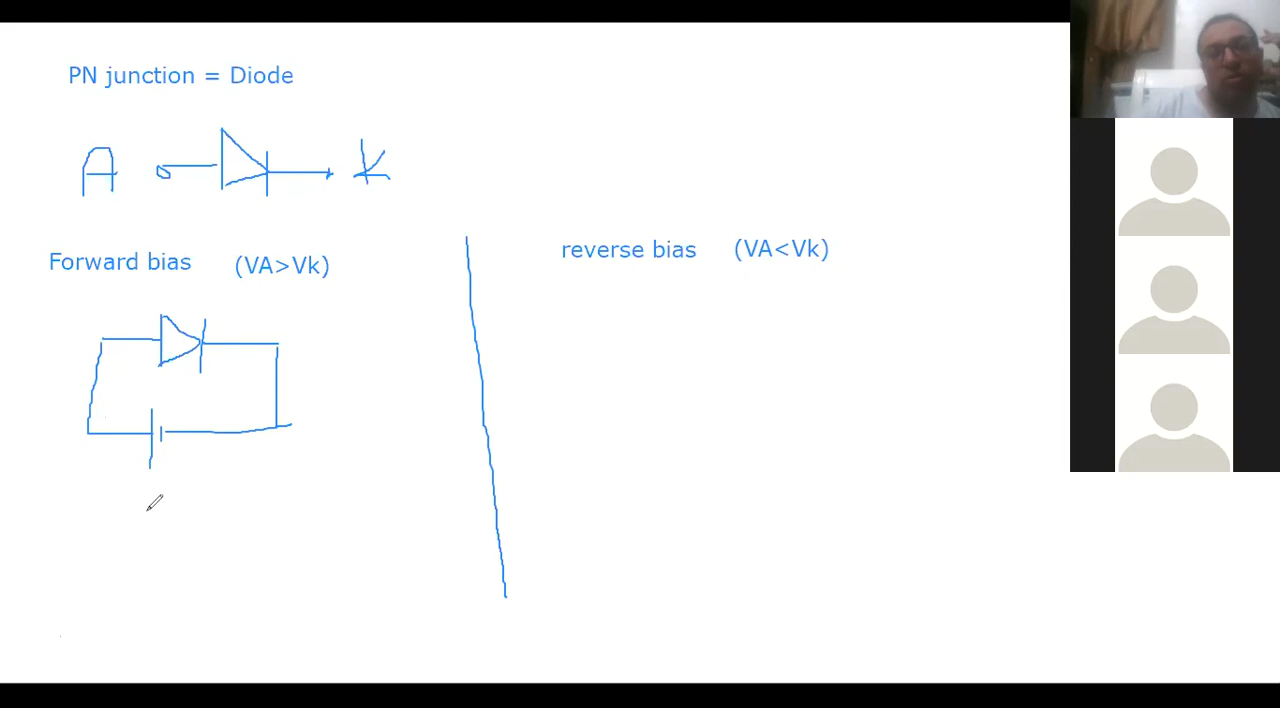 PN junction = Diode
A K
Forward bias (VA>Vk)
reverse bias (VA<Vk)